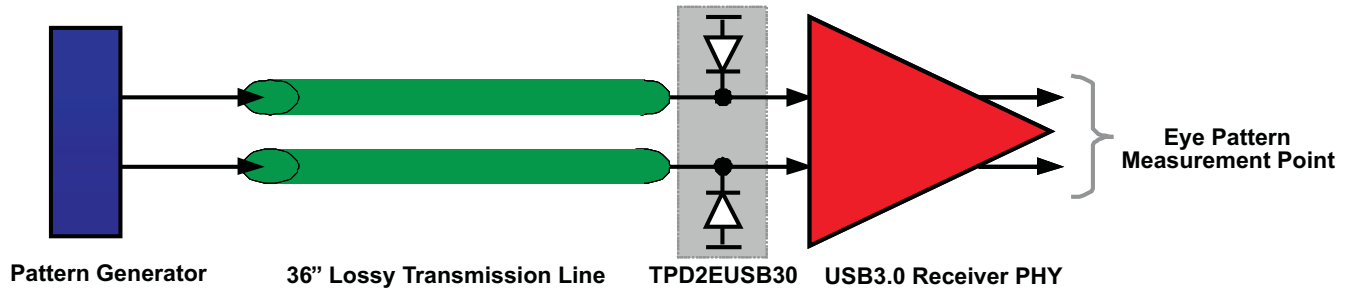 Eye Pattern
Measurement Point
Pattern Generator
36” Lossy Transmission Line
TPD2EUSB30
USB3.0 Receiver PHY